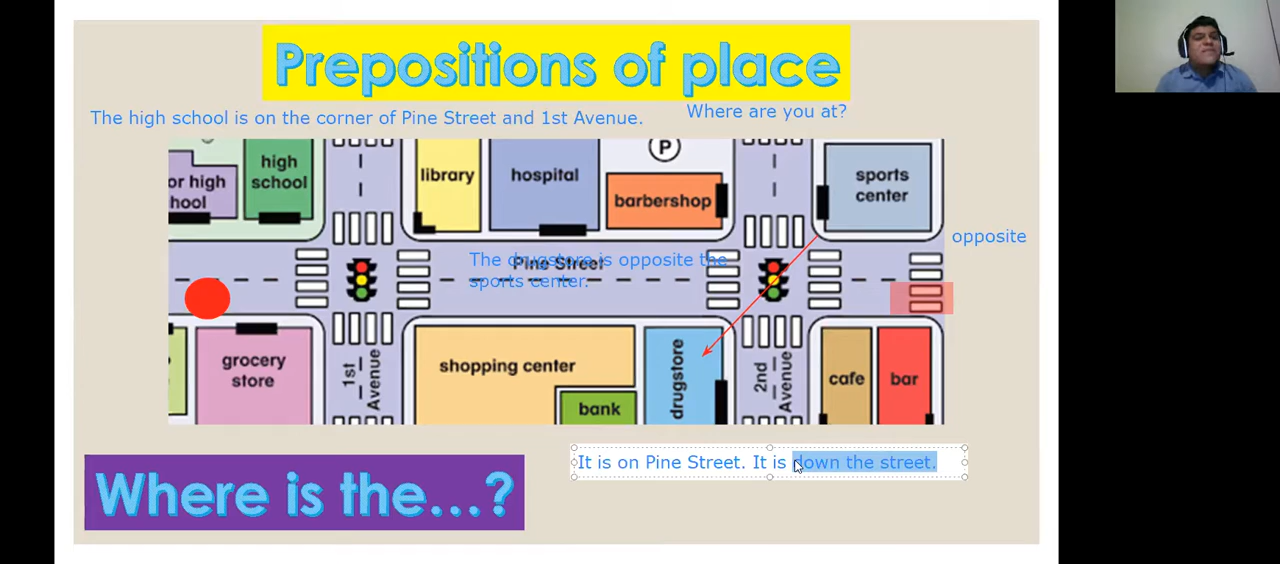 Prepositions of place
The high school is on the corner of Pine Street and 1st Avenue.
Where are you at?
P
or high
hool
high
school
library
hospital
barbershop
sports
center
opposite
Pine Street
The drugstore is opposite the
sports center.
grocery
store
1st
Avenue
shopping center
bank
drugstore
2nd
Avenue
cafe
bar
It is on Pine Street. It is down the street.
Where is the...?